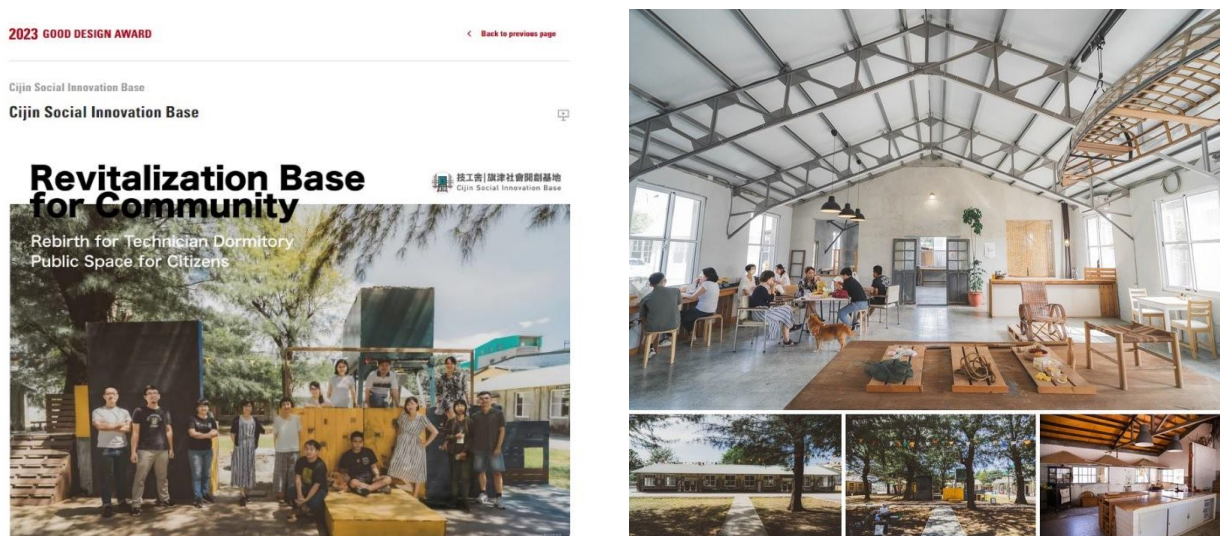 2023 GOOD DESIGN AWARD
Back to previous page
Cijin Social Innovation Base
Cijin Social Innovation Base
Revitalization Base
for Community
技工舍|旗津社會開創基地
Cijin Social Innovation Base
Rebirth for Technician Dormitory
Public Space for Citizens